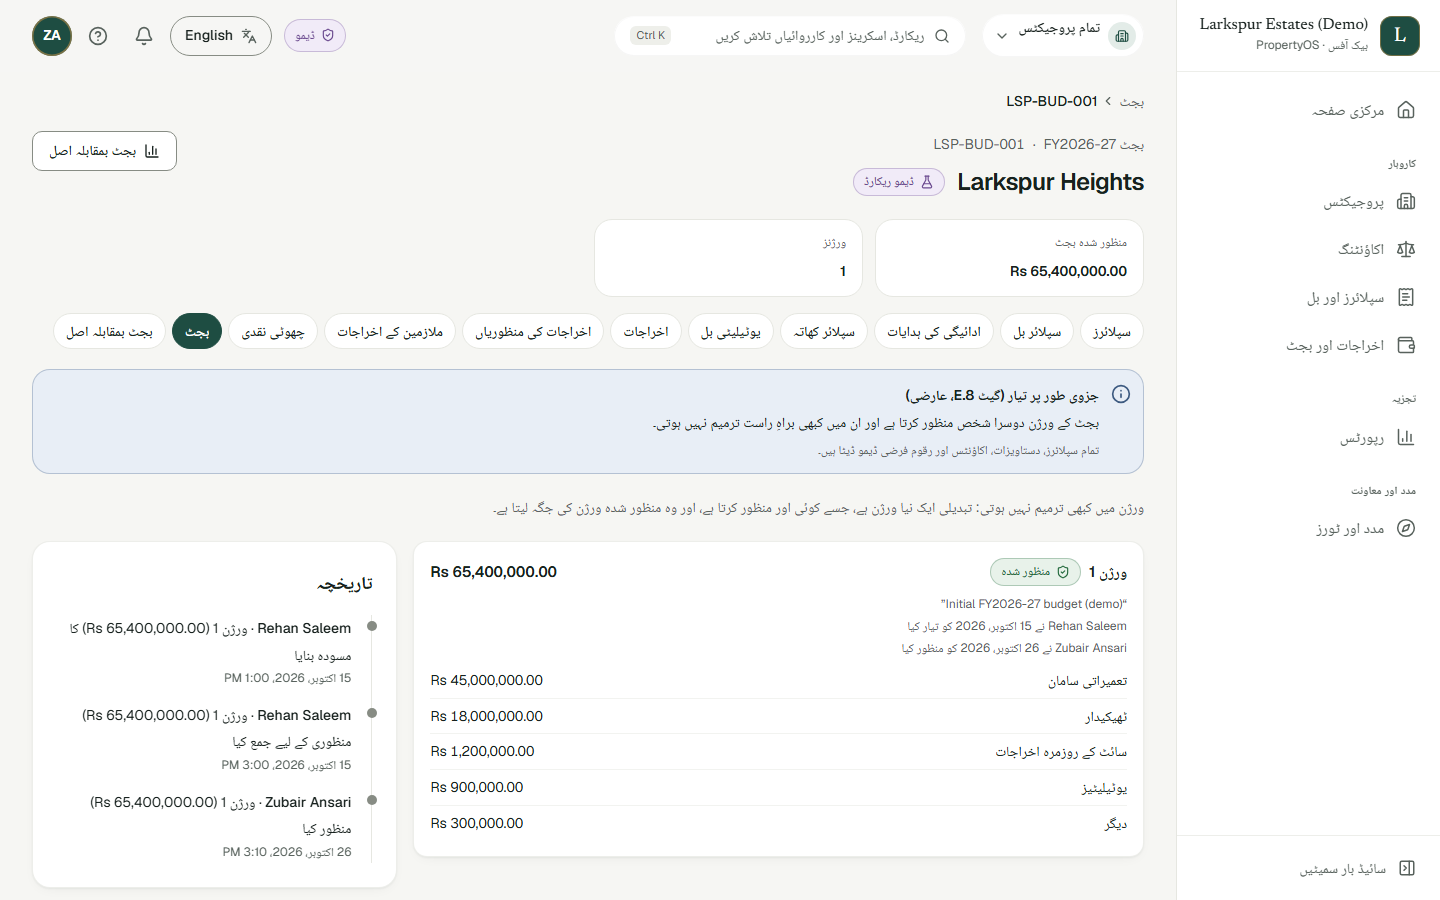 Larkspur Estates (Demo)
PropertyOS · بیک آفس
L
مرکزی صفحہ
کاروبار
پروجیکٹس
اکاؤنٹنگ
سپلائرز اور بل
اخراجات اور بجٹ
تجزیہ
رپورٹس
مدد اور معاونت
مدد اور ٹورز
سائیڈ بار سمیٹیں
تمام پروجیکٹس
ریکارڈ، اسکرینز اور کارروائیاں تلاش کریں
Ctrl K
ڈیمو
English
ZA
بجٹ › LSP-BUD-001
بجٹ LSP-BUD-001 · FY2026-27
Larkspur Heights
ڈیمو ریکارڈ
بجٹ بمقابلہ اصل
منظور شدہ بجٹ
Rs 65,400,000.00
ورژنز
1
سپلائرز
سپلائر بل
ادائیگی کی ہدایات
سپلائر کھاتہ
یوٹیلیٹی بل
اخراجات
اخراجات کی منظوریاں
ملازمین کے اخراجات
چھوٹی نقدی
بجٹ
بجٹ بمقابلہ اصل
جزوی طور پر تیار (گیٹ E.8، عارضی)
بجٹ کے ورژن دوسرا شخص منظور کرتا ہے اور ان میں کبھی براہِ راست ترمیم نہیں ہوتی۔
تمام سپلائرز، دستاویزات، اکاؤنٹس اور رقوم فرضی ڈیمو ڈیٹا ہیں۔
ورژن میں کبھی ترمیم نہیں ہوتی: تبدیلی ایک نیا ورژن ہے، جسے کوئی اور منظور کرتا ہے، اور وہ منظور شدہ ورژن کی جگہ لیتا ہے۔
ورژن 1
منظور شدہ
Rs 65,400,000.00
“Initial FY2026-27 budget (demo)”
Rehan Saleem نے 15 اکتوبر، 2026 کو تیار کیا
Zubair Ansari نے 26 اکتوبر، 2026 کو منظور کیا
تعمیراتی سامان Rs 45,000,000.00
ٹھیکیدار Rs 18,000,000.00
سائٹ کے روزمرہ اخراجات Rs 1,200,000.00
یوٹیلیٹیز Rs 900,000.00
دیگر Rs 300,000.00
تاریخچہ
Rehan Saleem · ورژن 1 (Rs 65,400,000.00) کا
مسودہ بنایا
15 اکتوبر، 2026، 1:00 PM
Rehan Saleem · ورژن 1 (Rs 65,400,000.00)
منظوری کے لیے جمع کیا
15 اکتوبر، 2026، 3:00 PM
Zubair Ansari · ورژن 1 (Rs 65,400,000.00)
منظور کیا
26 اکتوبر، 2026، 3:10 PM